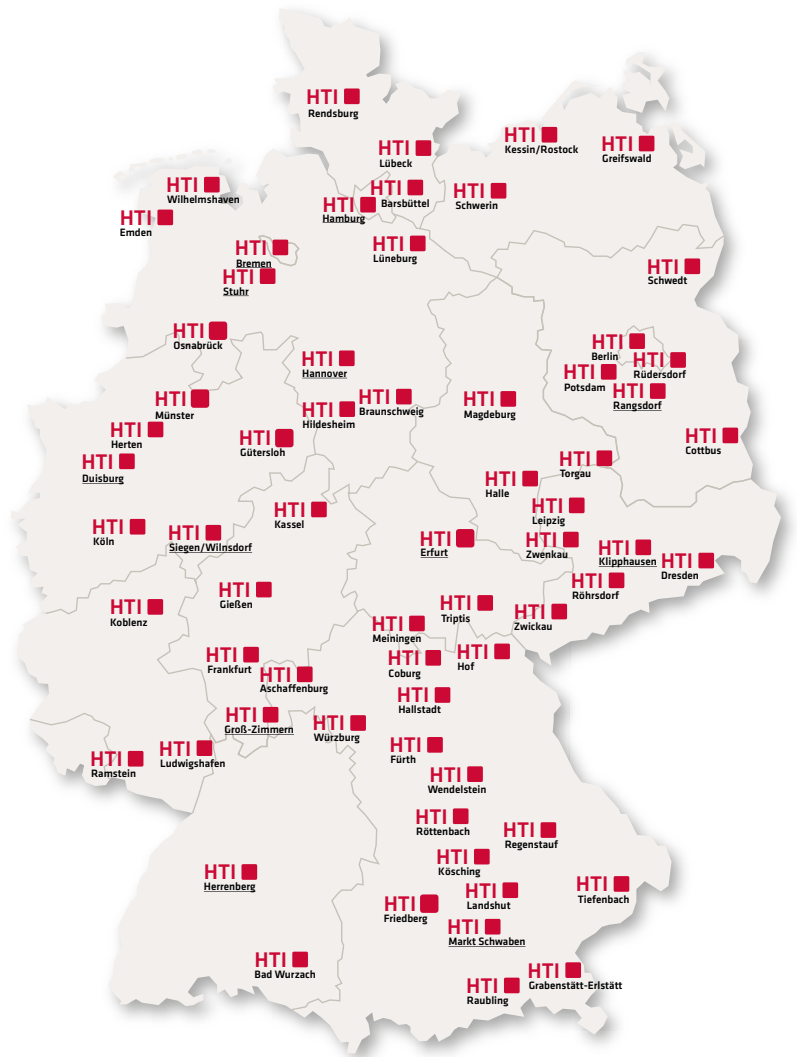 HTI
Rendsburg
HTI
Kessin/Rostock
HTI
Greifswald
HTI
Lübeck
HTI
Wilhelmshaven
HTI
Barsbüttel
HTI
Schwerin
HTI
Hamburg
HTI
Emden
HTI
Bremen
HTI
Lüneburg
HTI
Stuhr
HTI
Schwedt
HTI
Osnabrück
HTI
Berlin
HTI
Hannover
HTI
Rüdersdorf
HTI
Potsdam
HTI
Rangsdorf
HTI
Münster
HTI
Braunschweig
HTI
Magdeburg
HTI
Hildesheim
HTI
Herten
HTI
Gütersloh
HTI
Cottbus
HTI
Duisburg
HTI
Torgau
HTI
Halle
HTI
Kassel
HTI
Leipzig
HTI
Köln
HTI
Siegen/Wilnsdorf
HTI
Erfurt
HTI
Zwenkau
HTI
Klipphausen
HTI
Dresden
HTI
Röhrsdorf
HTI
Gießen
HTI
Koblenz
HTI
Triptis
HTI
Zwickau
HTI
Meiningen
HTI
Hof
HTI
Coburg
HTI
Frankfurt
HTI
Aschaffenburg
HTI
Hallstadt
HTI
Groß-Zimmern
HTI
Würzburg
HTI
Fürth
HTI
Ludwigshafen
HTI
Ramstein
HTI
Wendelstein
HTI
Röttenbach
HTI
Regenstauf
HTI
Kösching
HTI
Herrenberg
HTI
Tiefenbach
HTI
Landshut
HTI
Friedberg
HTI
Markt Schwaben
HTI
Bad Wurzach
HTI
Grabenstätt-Erlstätt
HTI
Raubling